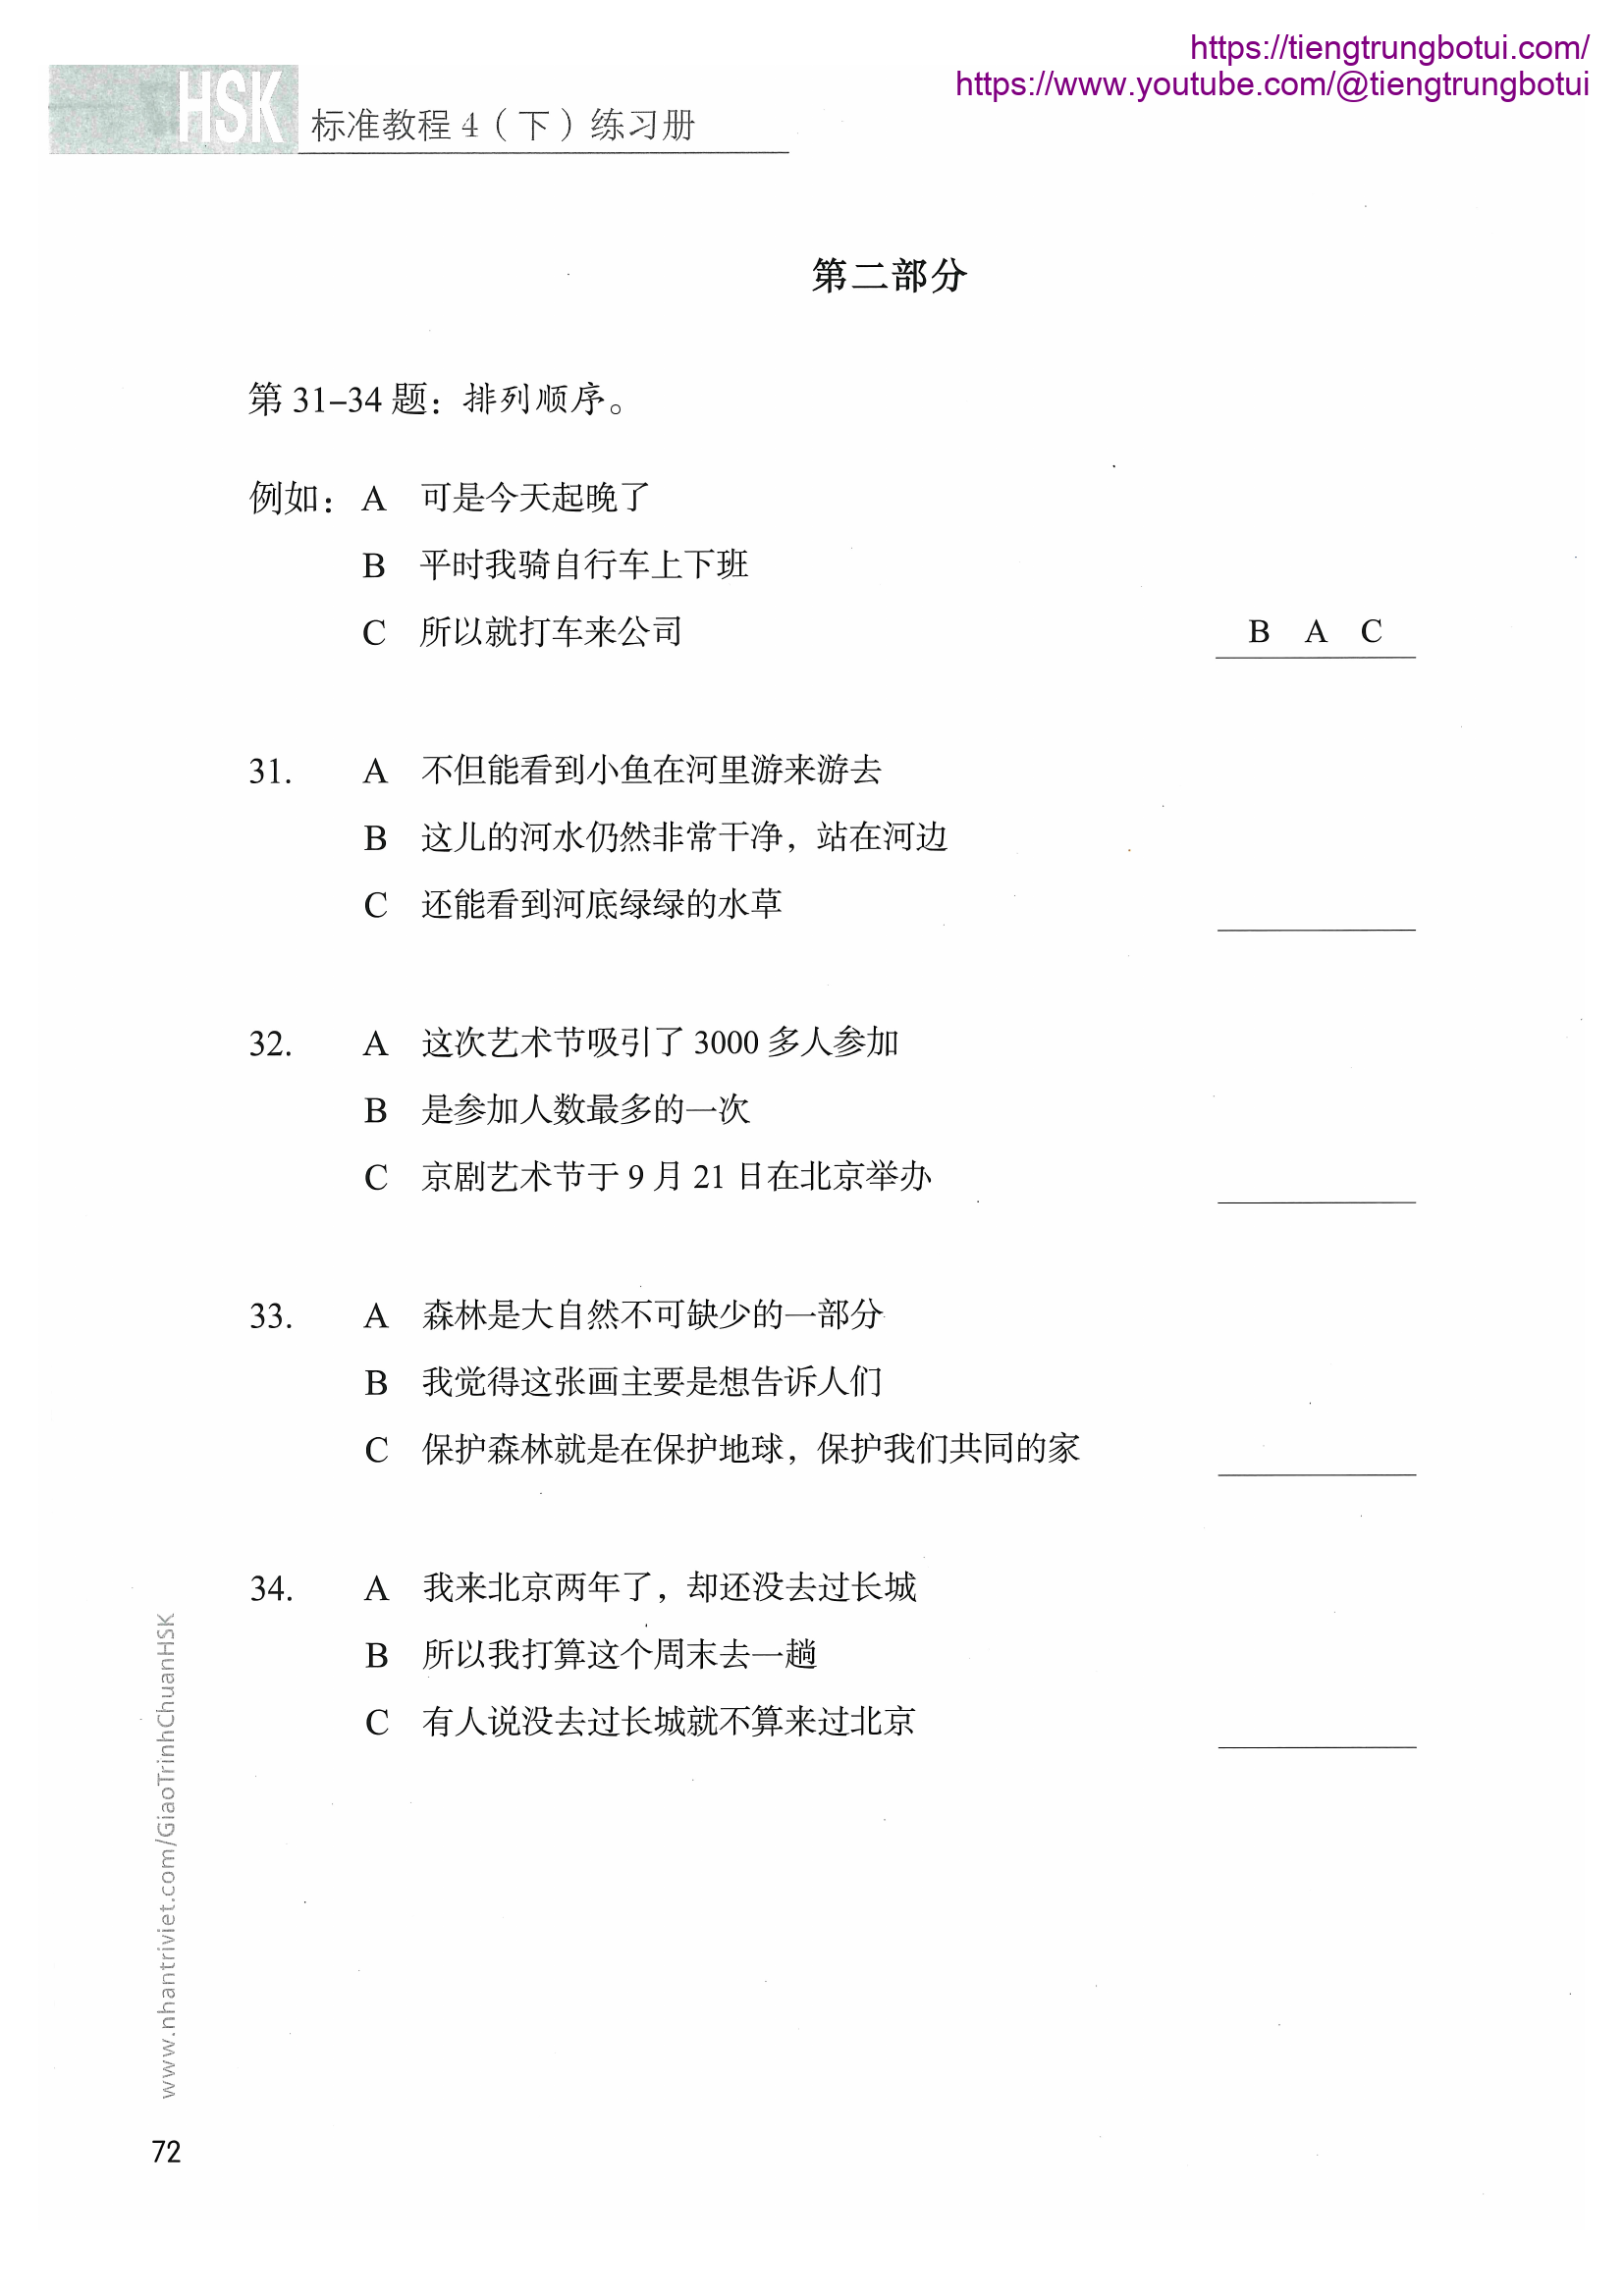 https://tiengtrungbotui.com/
https://www.youtube.com/@tiengtrungbotui
HSK 标准教程 4（下）练习册
第二部分
第 31–34 题：排列顺序。
例如：A 可是今天起晚了
B 平时我骑自行车上下班
C 所以就打车来公司 B A C
31. A 不但能看到小鱼在河里游来游去
B 这儿的河水仍然非常干净，站在河边
C 还能看到河底绿绿的水草
32. A 这次艺术节吸引了 3000 多人参加
B 是参加人数最多的一次
C 京剧艺术节于 9 月 21 日在北京举办
33. A 森林是大自然不可缺少的一部分
B 我觉得这张画主要是想告诉人们
C 保护森林就是在保护地球，保护我们共同的家
34. A 我来北京两年了，却还没去过长城
B 所以我打算这个周末去一趟
C 有人说没去过长城就不算来过北京
www.nhantriviet.com/GiaoTrinhChuanHSK
72